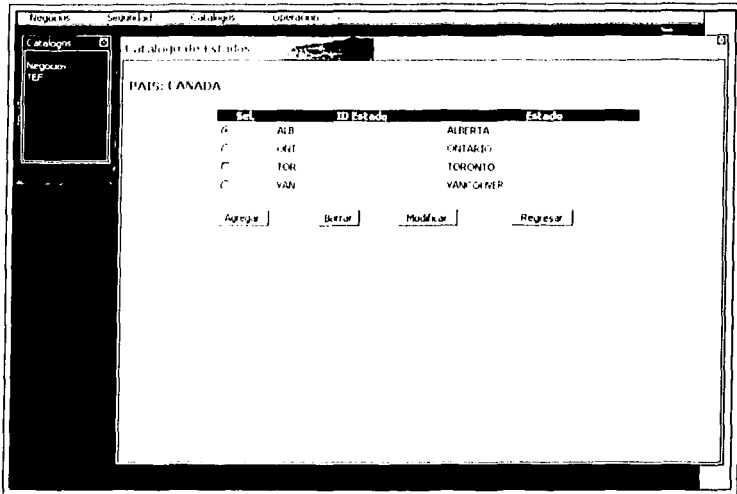 Negocios Seguridad Catalogos Operacion
Catalogos
Negocios
TEF
Catalogo de Estados
PAIS: CANADA
Sel. ID Estado Estado
ALB ALBERTA
ONT ONTARIO
TOR TORONTO
VAN VANCOUVER
Agregar Borrar Modificar Regresar